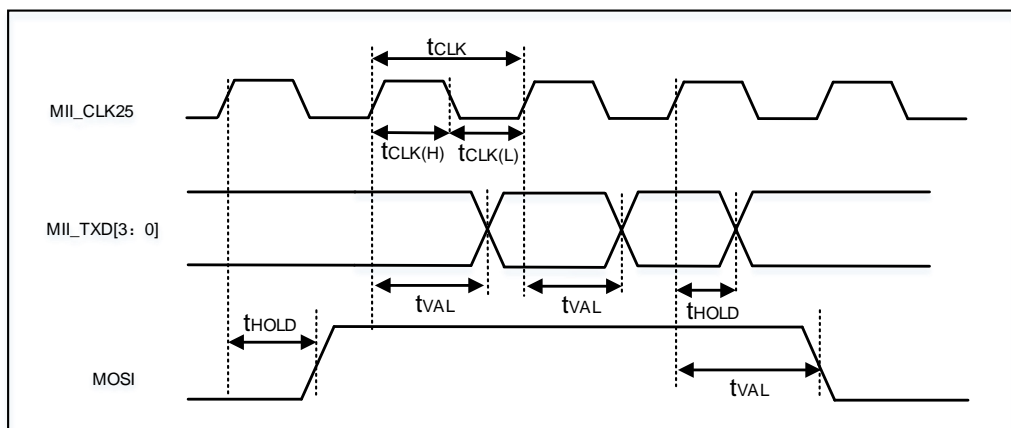 tCLK
MII_CLK25
tCLK(H)
tCLK(L)
MII_TXD[3：0]
tVAL
tVAL
tHOLD
tHOLD
MOSI
tVAL